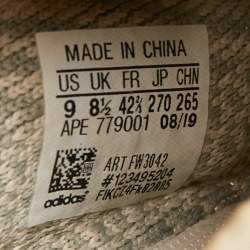 MADE IN CHINA
US UK FR JP CHN
9 8½ 42⅔ 270 265
APE 779001 08/19
ART FW3042
#123495204
adidas